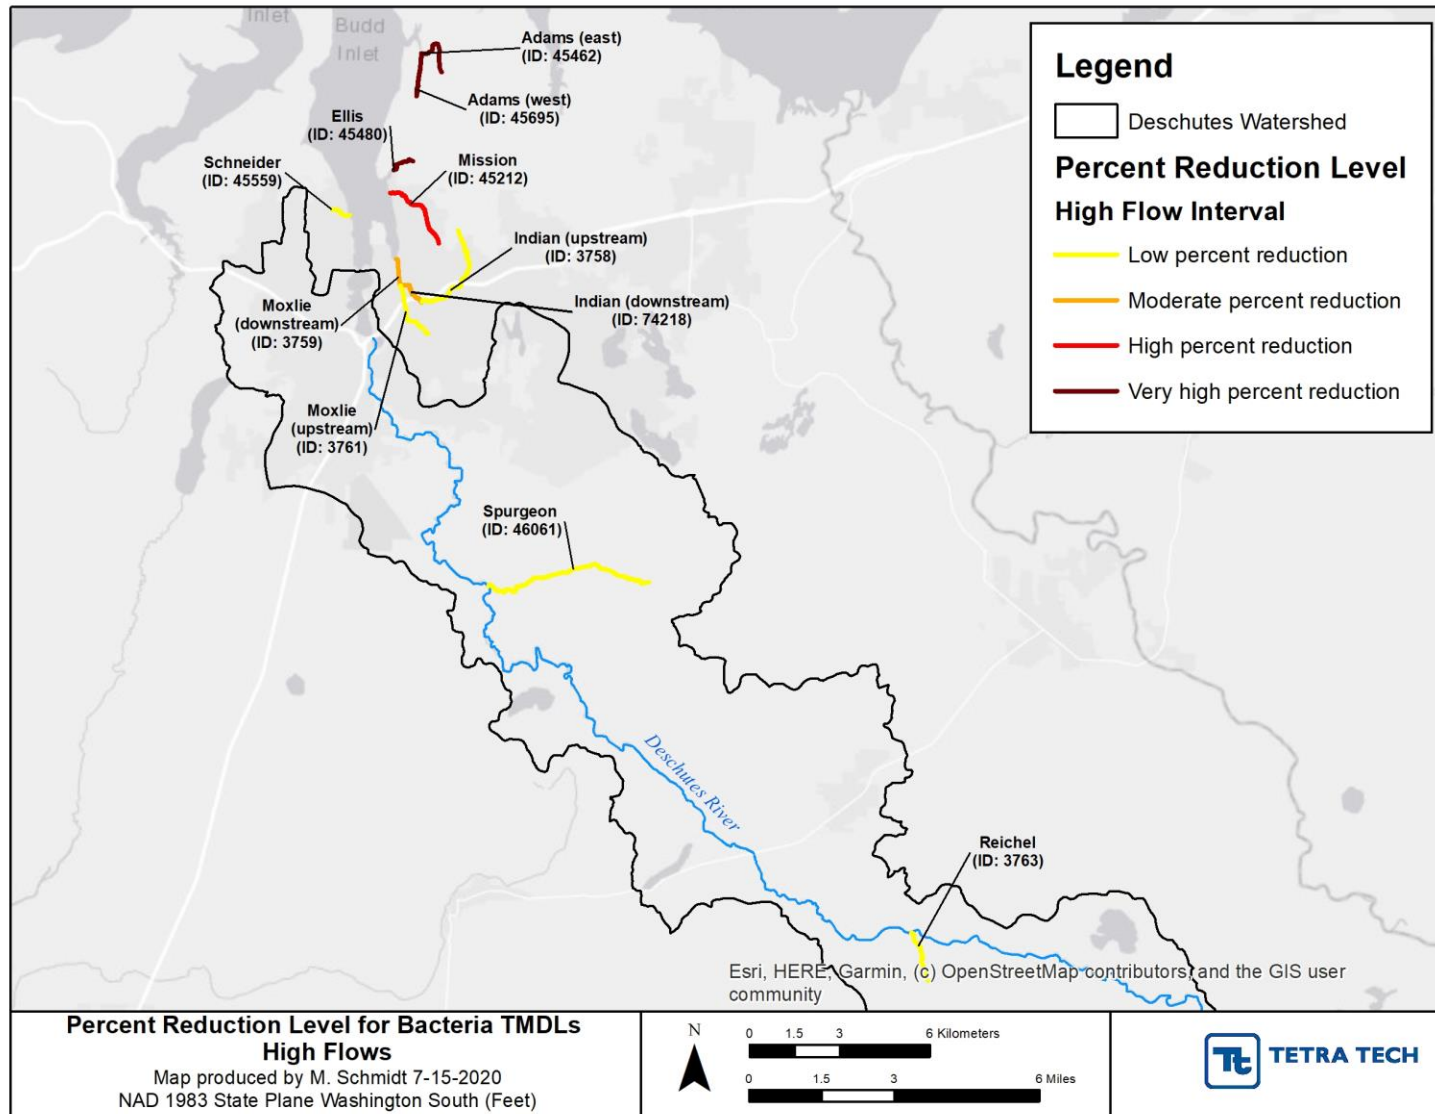 Inlet
Budd
Inlet
Adams (east)
(ID: 45462)
Adams (west)
(ID: 45695)
Ellis
(ID: 45480)
Mission
(ID: 45212)
Schneider
(ID: 45559)
Indian (upstream)
(ID: 3758)
Indian (downstream)
(ID: 74218)
Moxlie
(downstream)
(ID: 3759)
Moxlie
(upstream)
(ID: 3761)
Spurgeon
(ID: 46061)
Deschutes River
Reichel
(ID: 3763)
Esri, HERE, Garmin, (c) OpenStreetMap contributors, and the GIS user
community
Legend
Deschutes Watershed
Percent Reduction Level
High Flow Interval
Low percent reduction
Moderate percent reduction
High percent reduction
Very high percent reduction
Percent Reduction Level for Bacteria TMDLs
High Flows
Map produced by M. Schmidt 7-15-2020
NAD 1983 State Plane Washington South (Feet)
N
0 1.5 3 6 Kilometers
0 1.5 3 6 Miles
Tt TETRA TECH